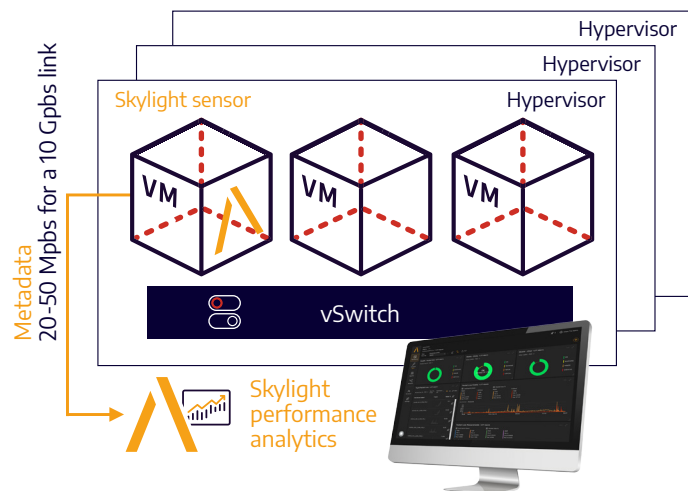 Hypervisor
Hypervisor
Skylight sensor
Hypervisor
VM
VM
VM
Metadata
20-50 Mpbs for a 10 Gpbs link
vSwitch
Skylight
performance
analytics